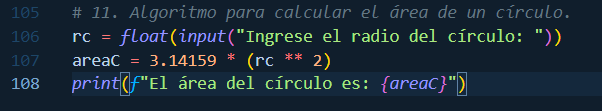 105 # 11. Algoritmo para calcular el área de un círculo.
106 rc = float(input("Ingrese el radio del círculo: "))
107 areaC = 3.14159 * (rc ** 2)
108 print(f"El área del círculo es: {areaC}")